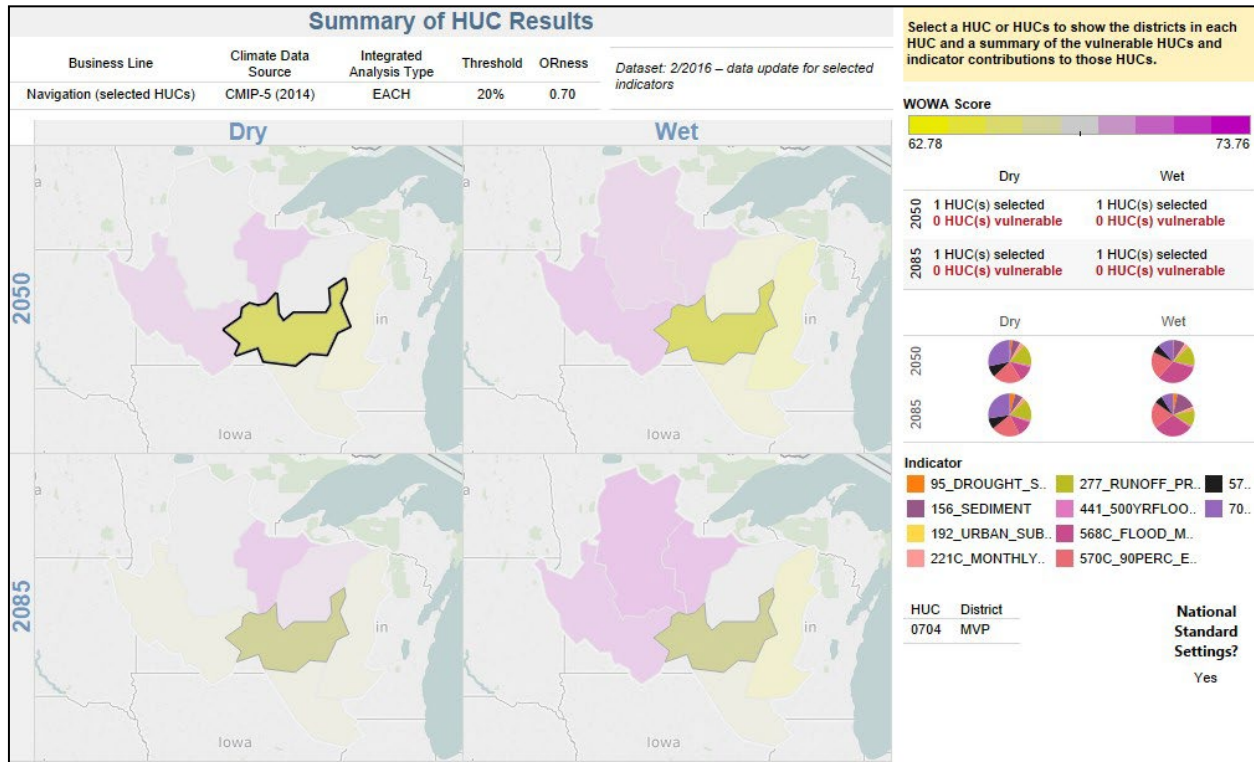 Summary of HUC Results
Business Line
Climate Data Source
Integrated Analysis Type
Threshold
ORness
Navigation (selected HUCs)
CMIP-5 (2014)
EACH
20%
0.70
Dataset: 2/2016 – data update for selected
indicators
Dry
Wet
2050
2085
a
in
Iowa
a
in
Iowa
in
Iowa
in
Iowa
Select a HUC or HUCs to show the districts in each
HUC and a summary of the vulnerable HUCs and
indicator contributions to those HUCs.
WOWA Score
62.78
73.76
Dry
Wet
2050
1 HUC(s) selected
0 HUC(s) vulnerable
1 HUC(s) selected
0 HUC(s) vulnerable
2085
1 HUC(s) selected
0 HUC(s) vulnerable
1 HUC(s) selected
0 HUC(s) vulnerable
Dry
Wet
2050
2085
Indicator
95_DROUGHT_S..
277_RUNOFF_PR..
57..
156_SEDIMENT
441_500YRFLOO..
70..
192_URBAN_SUB..
568C_FLOOD_M..
221C_MONTHLY..
570C_90PERC_E..
HUC
District
0704
MVP
National
Standard
Settings?
Yes